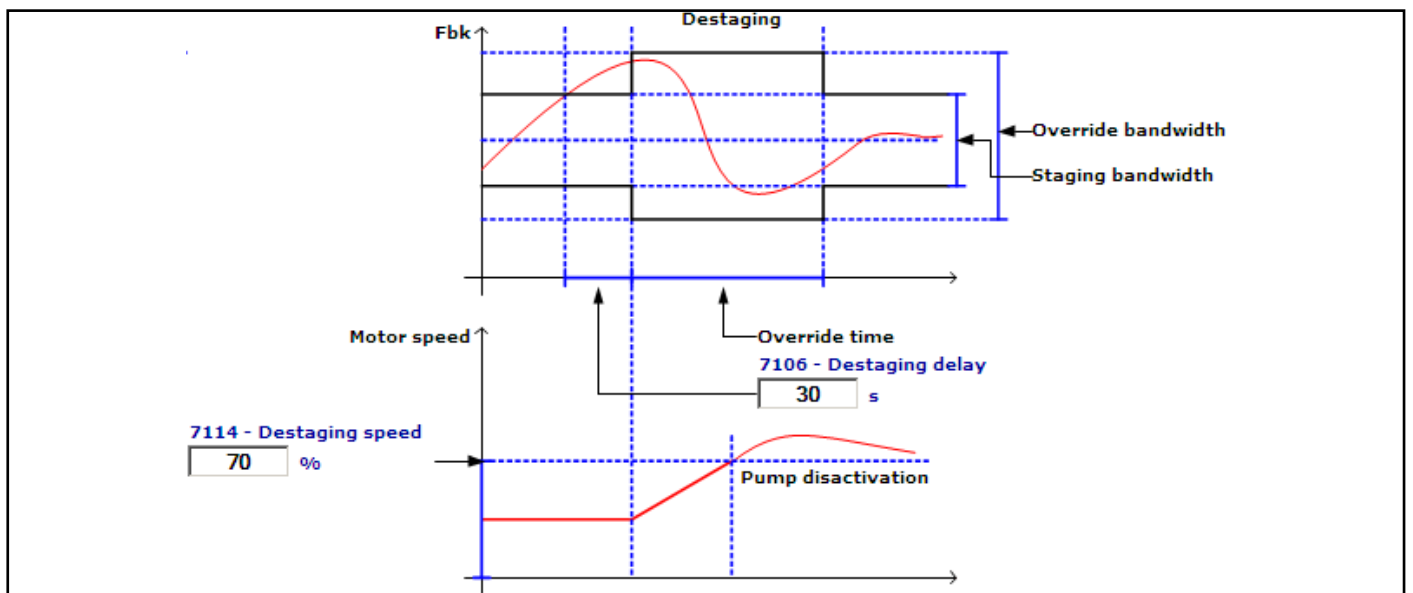 Destaging
Fbk
Override bandwidth
Staging bandwidth
Motor speed
Override time
7106 - Destaging delay
30 s
7114 - Destaging speed
70 %
Pump disactivation